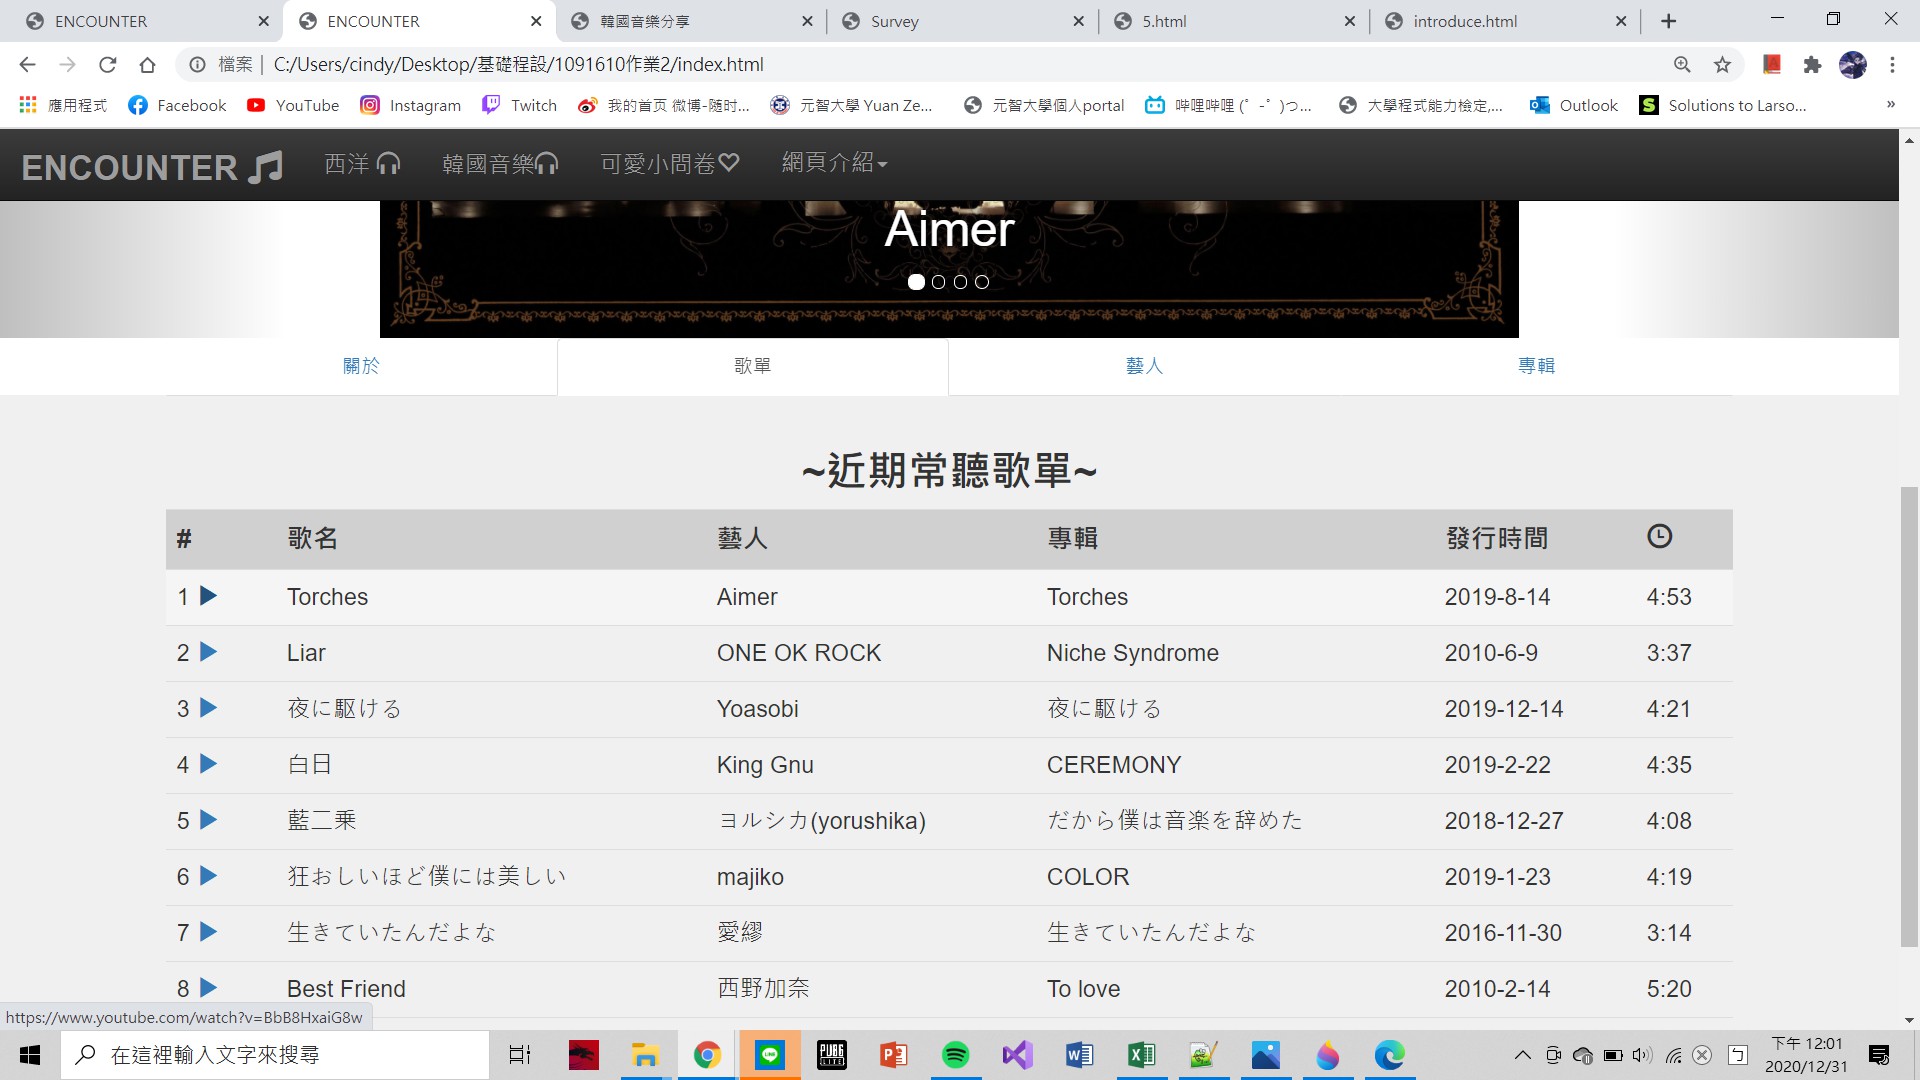 ENCOUNTER
ENCOUNTER
韓國音樂分享
Survey
5.html
introduce.html
檔案 | C:/Users/cindy/Desktop/基礎程設/1091610作業2/index.html
應用程式
Facebook
YouTube
Instagram
Twitch
我的首页 微博-随时...
元智大學 Yuan Ze...
元智大學個人portal
哔哩哔哩 (゜-゜)つ...
大學程式能力檢定,...
Outlook
Solutions to Larso...
»
ENCOUNTER
西洋
韓國音樂
可愛小問卷
網頁介紹
Aimer
關於
歌單
藝人
專輯
~近期常聽歌單~
# 歌名 藝人 專輯 發行時間
1 Torches Aimer Torches 2019-8-14 4:53
2 Liar ONE OK ROCK Niche Syndrome 2010-6-9 3:37
3 夜に駆ける Yoasobi 夜に駆ける 2019-12-14 4:21
4 白日 King Gnu CEREMONY 2019-2-22 4:35
5 藍二乗 ヨルシカ(yorushika) だから僕は音楽を辞めた 2018-12-27 4:08
6 狂おしいほど僕には美しい majiko COLOR 2019-1-23 4:19
7 生きていたんだよな 愛繆 生きていたんだよな 2016-11-30 3:14
8 Best Friend 西野加奈 To love 2010-2-14 5:20
https://www.youtube.com/watch?v=BbB8HxaiG8w
在這裡輸入文字來搜尋
LINE
PUBG
LITE
ㄅ
下午 12:01
2020/12/31